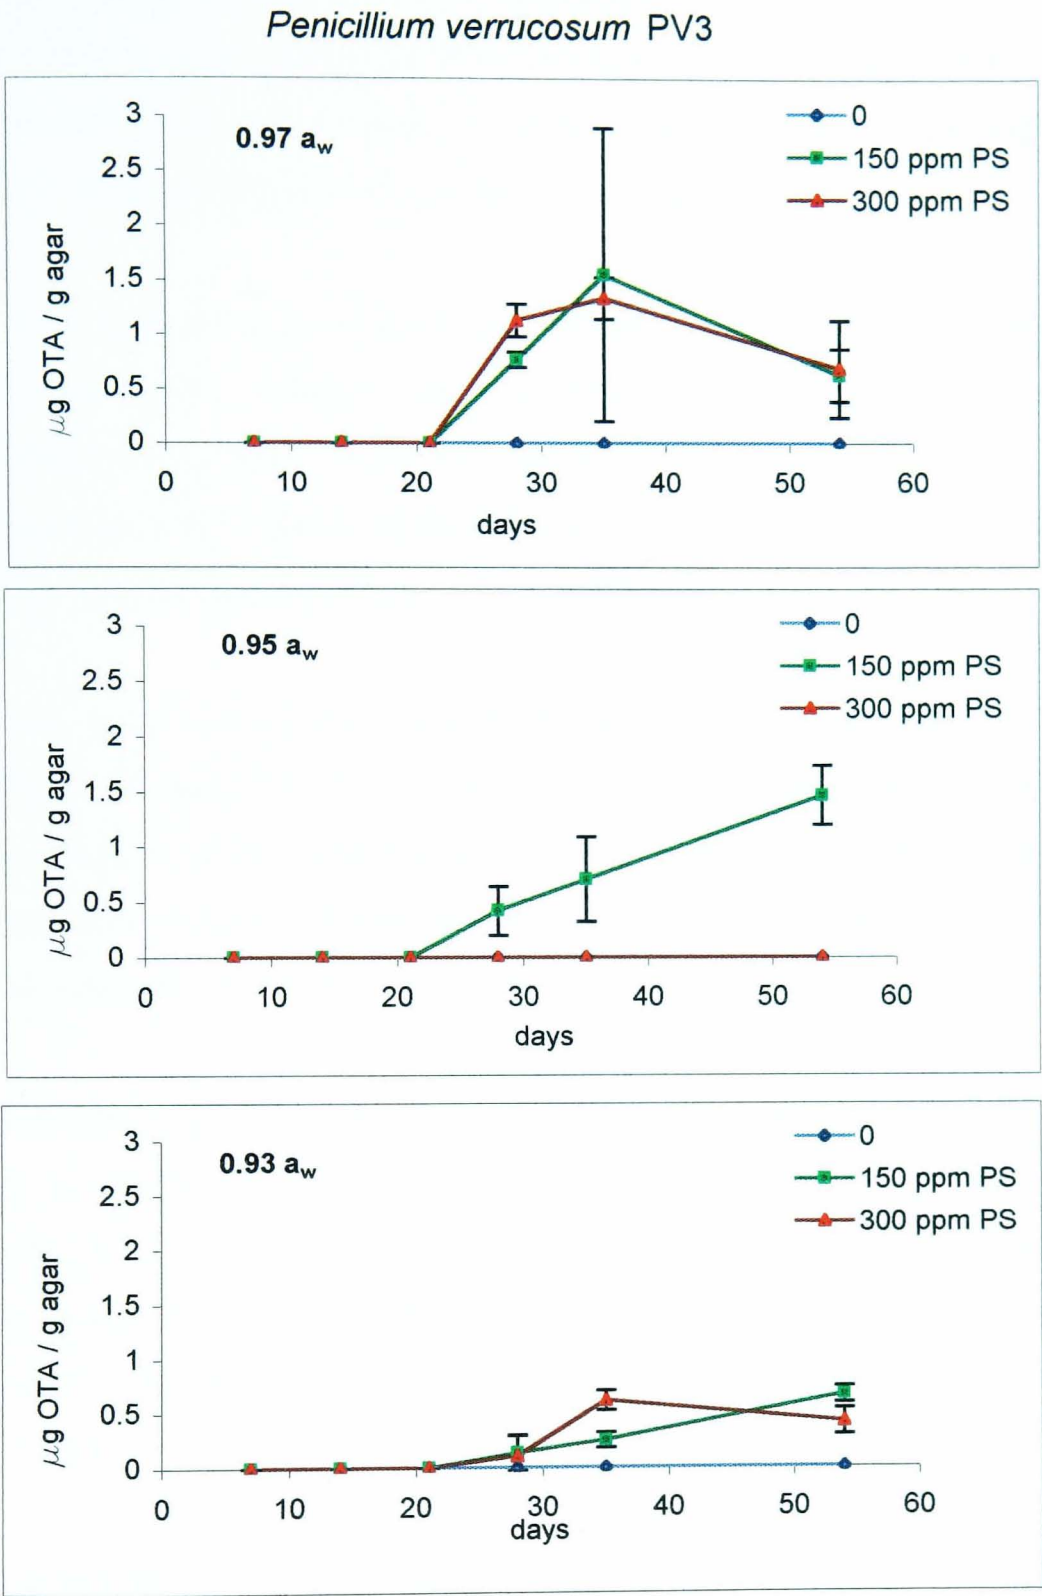 Penicillium verrucosum PV3
0.97 aw
0
150 ppm PS
300 ppm PS
3
2.5
2
1.5
1
0.5
0
μg OTA / g agar
0 10 20 30 40 50 60
days
0.95 aw
0
150 ppm PS
300 ppm PS
3
2.5
2
1.5
1
0.5
0
μg OTA / g agar
0 10 20 30 40 50 60
days
0.93 aw
0
150 ppm PS
300 ppm PS
3
2.5
2
1.5
1
0.5
0
μg OTA / g agar
0 10 20 30 40 50 60
days